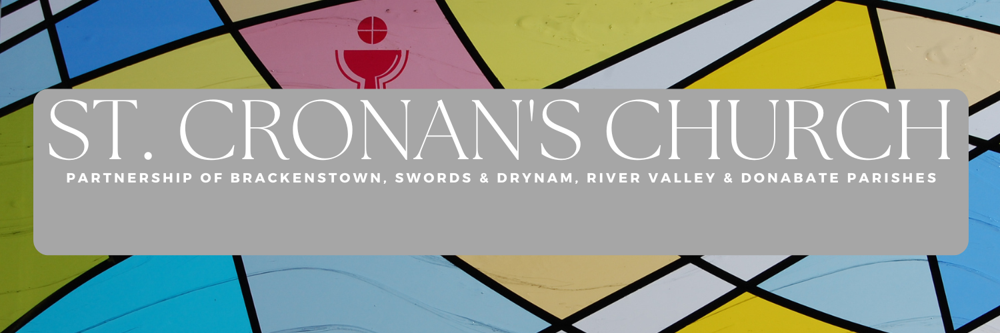 ST. CRONAN'S CHURCH
PARTNERSHIP OF BRACKENSTOWN, SWORDS & DRYNAM, RIVER VALLEY & DONABATE PARISHES